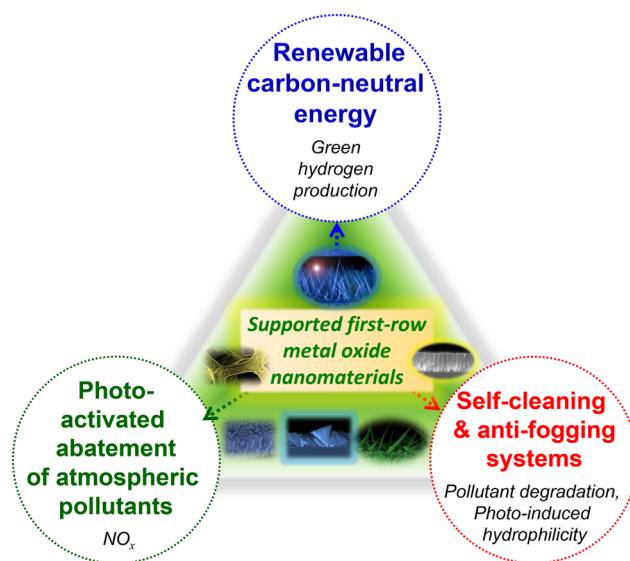 Renewable
carbon-neutral
energy
Green
hydrogen
production
Supported first-row
metal oxide
nanomaterials
Photo-
activated
abatement
of atmospheric
pollutants
NOx
Self-cleaning
& anti-fogging
systems
Pollutant degradation,
Photo-induced
hydrophilicity